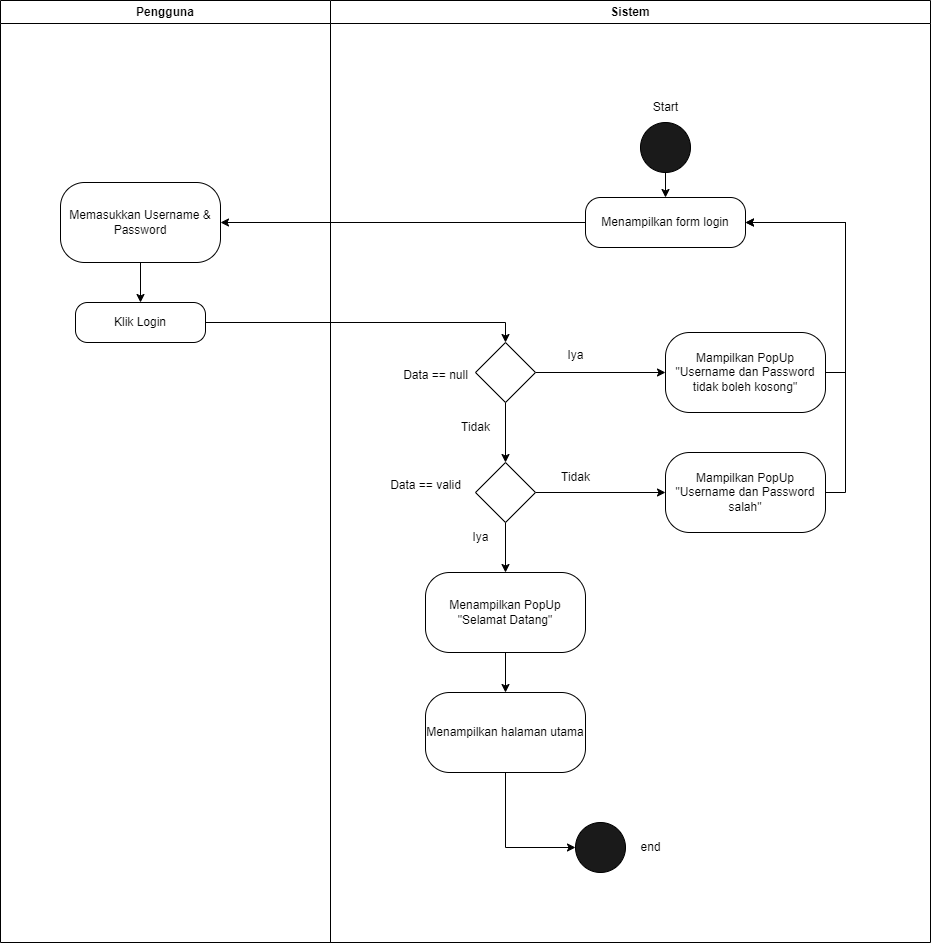 Pengguna
Sistem
Start
Menampilkan form login
Memasukkan Username &
Password
Klik Login
Data == null
Iya
Mampilkan PopUp
"Username dan Password
tidak boleh kosong"
Tidak
Data == valid
Tidak
Mampilkan PopUp
"Username dan Password
salah"
Iya
Menampilkan PopUp
"Selamat Datang"
Menampilkan halaman utama
end